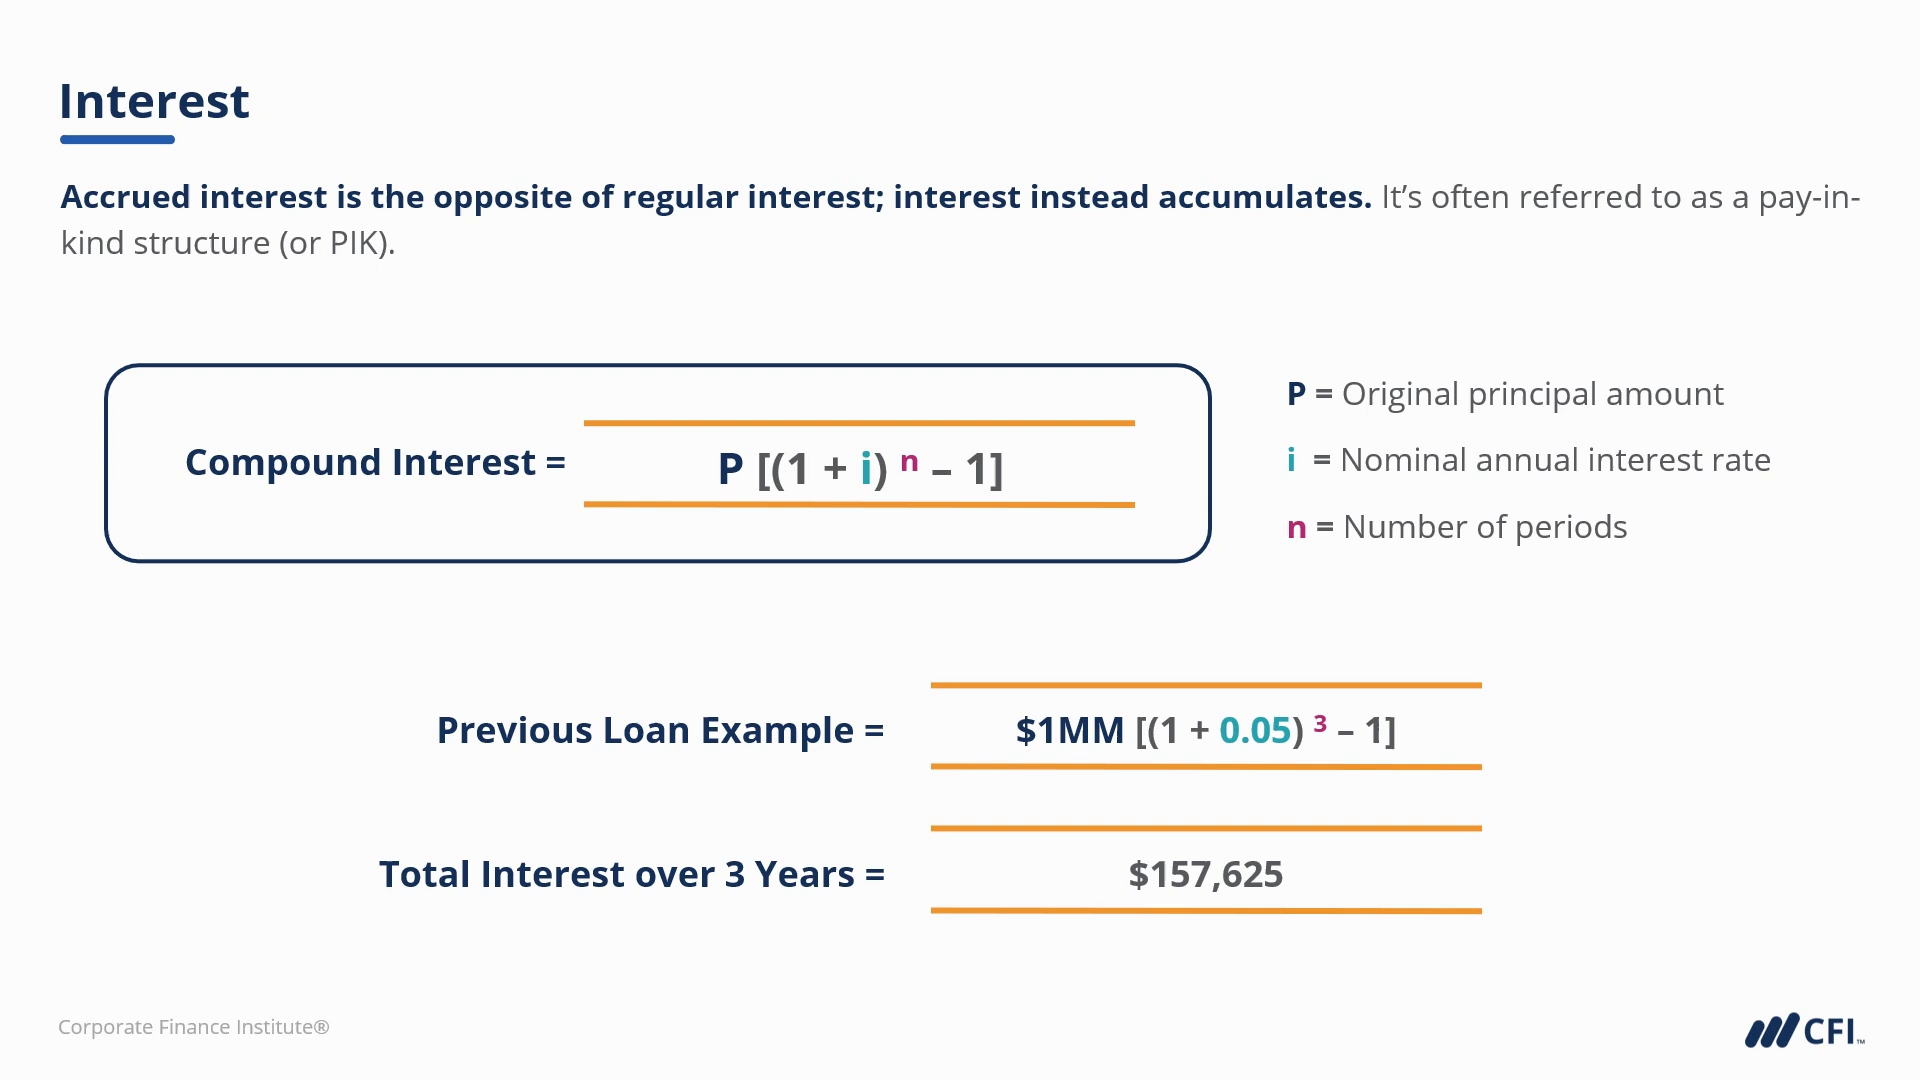 Interest
Accrued interest is the opposite of regular interest; interest instead accumulates. It’s often referred to as a pay-in-
kind structure (or PIK).
Compound Interest = P [(1 + i) ⁿ – 1]
P = Original principal amount
i = Nominal annual interest rate
n = Number of periods
Previous Loan Example = $1MM [(1 + 0.05) ³ – 1]
Total Interest over 3 Years = $157,625
Corporate Finance Institute®
CFI™